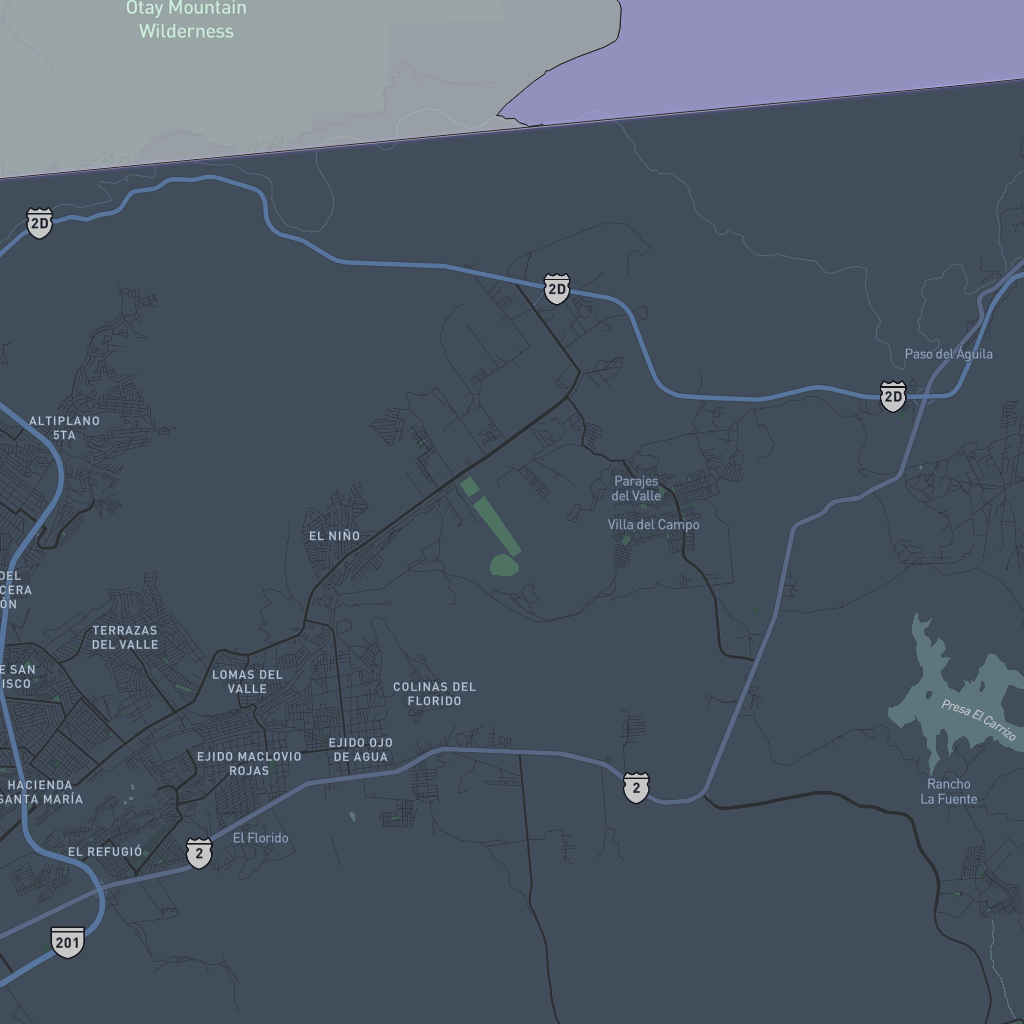 Otay Mountain
Wilderness
2D
2D
Paso del Águila
2D
ALTIPLANO
5TA
Parajes
del Valle
Villa del Campo
EL NIÑO
DEL
CERA
ÓN
TERRAZAS
DEL VALLE
E SAN
ISCO
LOMAS DEL
VALLE
COLINAS DEL
FLORIDO
Presa El Carrizo
EJIDO OJO
DE AGUA
EJIDO MACLOVIO
ROJAS
HACIENDA
SANTA MARÍA
2
Rancho
La Fuente
El Florido
EL REFUGIÓ
2
201